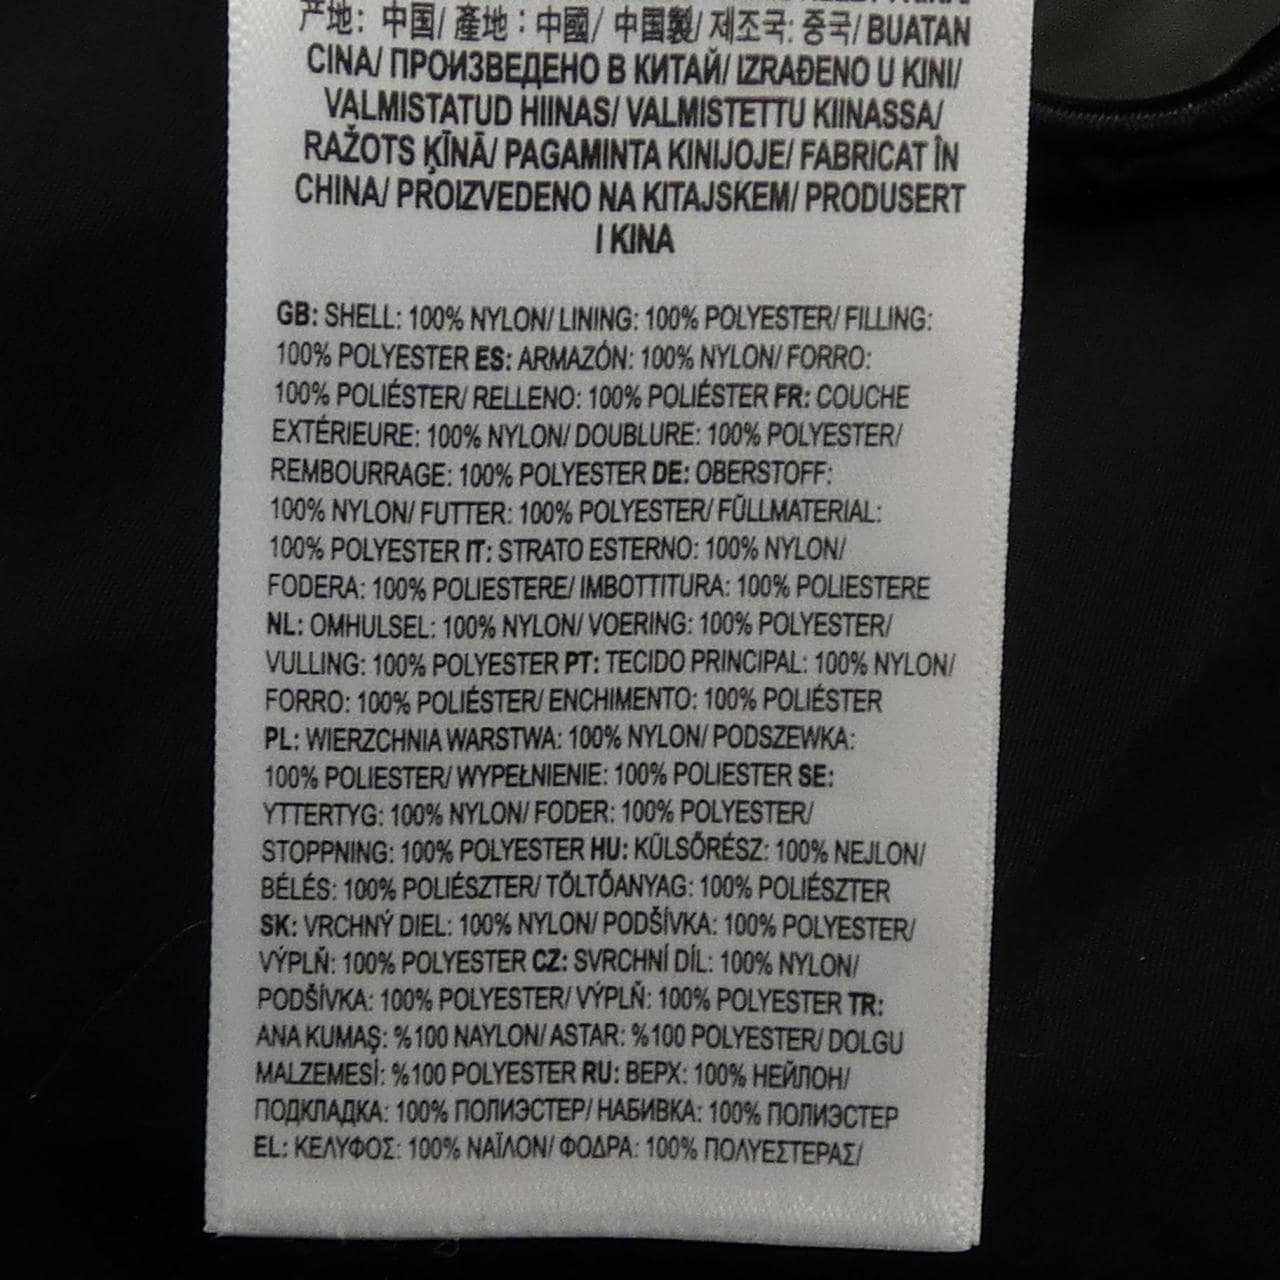 产地: 中国/ 產地：中國/ 中国製/ 제조국: 중국/ BUATAN
CINA/ ПРОИЗВЕДЕНО В КИТАЙ/ IZRAĐENO U KINI/
VALMISTATUD HIINAS/ VALMISTETTU KIINASSA/
RAŽOTS ĶĪNĀ/ PAGAMINTA KINIJOJE/ FABRICAT ÎN
CHINA/ PROIZVEDENO NA KITAJSKEM/ PRODUSERT
I KINA
GB: SHELL: 100% NYLON/ LINING: 100% POLYESTER/ FILLING:
100% POLYESTER ES: ARMAZÓN: 100% NYLON/ FORRO:
100% POLIÉSTER/ RELLENO: 100% POLIÉSTER FR: COUCHE
EXTÉRIEURE: 100% NYLON/ DOUBLURE: 100% POLYESTER/
REMBOURRAGE: 100% POLYESTER DE: OBERSTOFF:
100% NYLON/ FUTTER: 100% POLYESTER/ FÜLLMATERIAL:
100% POLYESTER IT: STRATO ESTERNO: 100% NYLON/
FODERA: 100% POLIESTERE/ IMBOTTITURA: 100% POLIESTERE
NL: OMHULSEL: 100% NYLON/ VOERING: 100% POLYESTER/
VULLING: 100% POLYESTER PT: TECIDO PRINCIPAL: 100% NYLON/
FORRO: 100% POLIÉSTER/ ENCHIMENTO: 100% POLIÉSTER
PL: WIERZCHNIA WARSTWA: 100% NYLON/ PODSZEWKA:
100% POLIESTER/ WYPEŁNIENIE: 100% POLIESTER SE:
YTTERTYG: 100% NYLON/ FODER: 100% POLYESTER/
STOPPNING: 100% POLYESTER HU: KÜLSŐRÉSZ: 100% NEJLON/
BÉLÉS: 100% POLIÉSZTER/ TÖLTŐANYAG: 100% POLIÉSZTER
SK: VRCHNÝ DIEL: 100% NYLON/ PODŠÍVKA: 100% POLYESTER/
VÝPLŇ: 100% POLYESTER CZ: SVRCHNÍ DÍL: 100% NYLON/
PODŠÍVKA: 100% POLYESTER/ VÝPLŇ: 100% POLYESTER TR:
ANA KUMAŞ: %100 NAYLON/ ASTAR: %100 POLYESTER/ DOLGU
MALZEMESİ: %100 POLYESTER RU: ВЕРХ: 100% НЕЙЛОН/
ПОДКЛАДКА: 100% ПОЛИЭСТЕР/ НАБИВКА: 100% ПОЛИЭСТЕР
EL: ΚΕΛΥΦΟΣ: 100% ΝΑΪΛΟΝ/ ΦΟΔΡΑ: 100% ΠΟΛΥΕΣΤΕΡΑΣ/